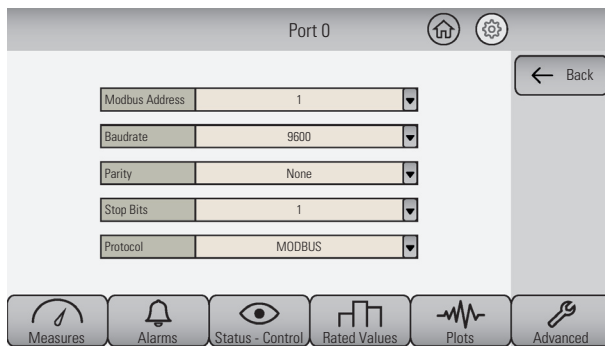 Port 0
Back
Modbus Address 1
Baudrate 9600
Parity None
Stop Bits 1
Protocol MODBUS
Measures Alarms Status - Control Rated Values Plots Advanced